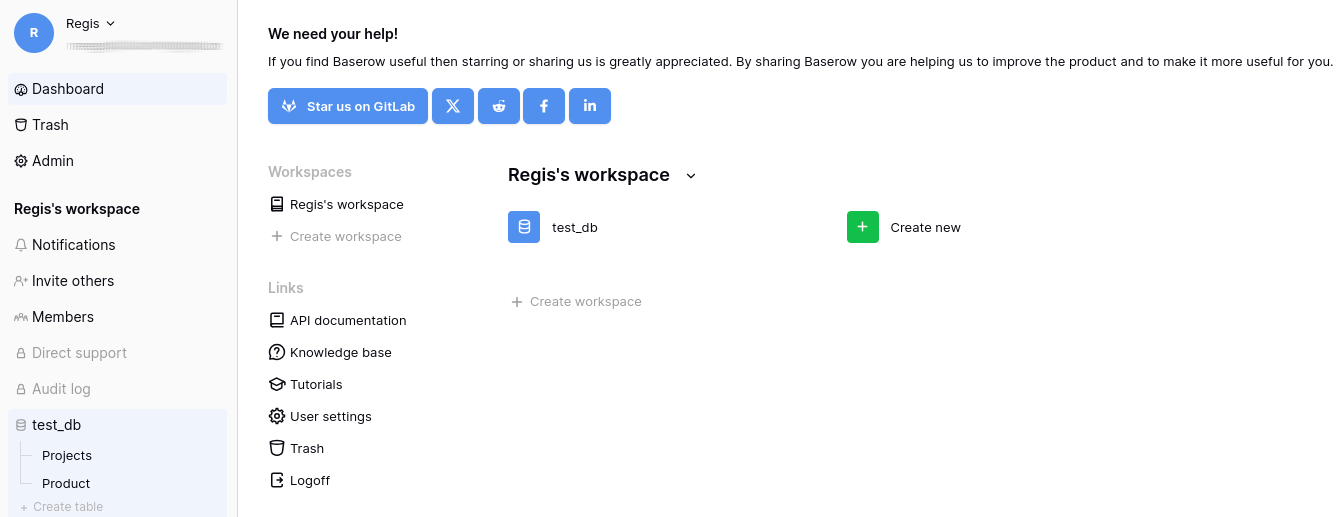 R
Regis
Dashboard
Trash
Admin
Regis's workspace
Notifications
Invite others
Members
Direct support
Audit log
test_db
Projects
Product
+ Create table
We need your help!
If you find Baserow useful then starring or sharing us is greatly appreciated. By sharing Baserow you are helping us to improve the product and to make it more useful for you.
Star us on GitLab
Workspaces
Regis's workspace
+ Create workspace
Links
API documentation
Knowledge base
Tutorials
User settings
Trash
Logoff
Regis's workspace
test_db
Create new
+ Create workspace